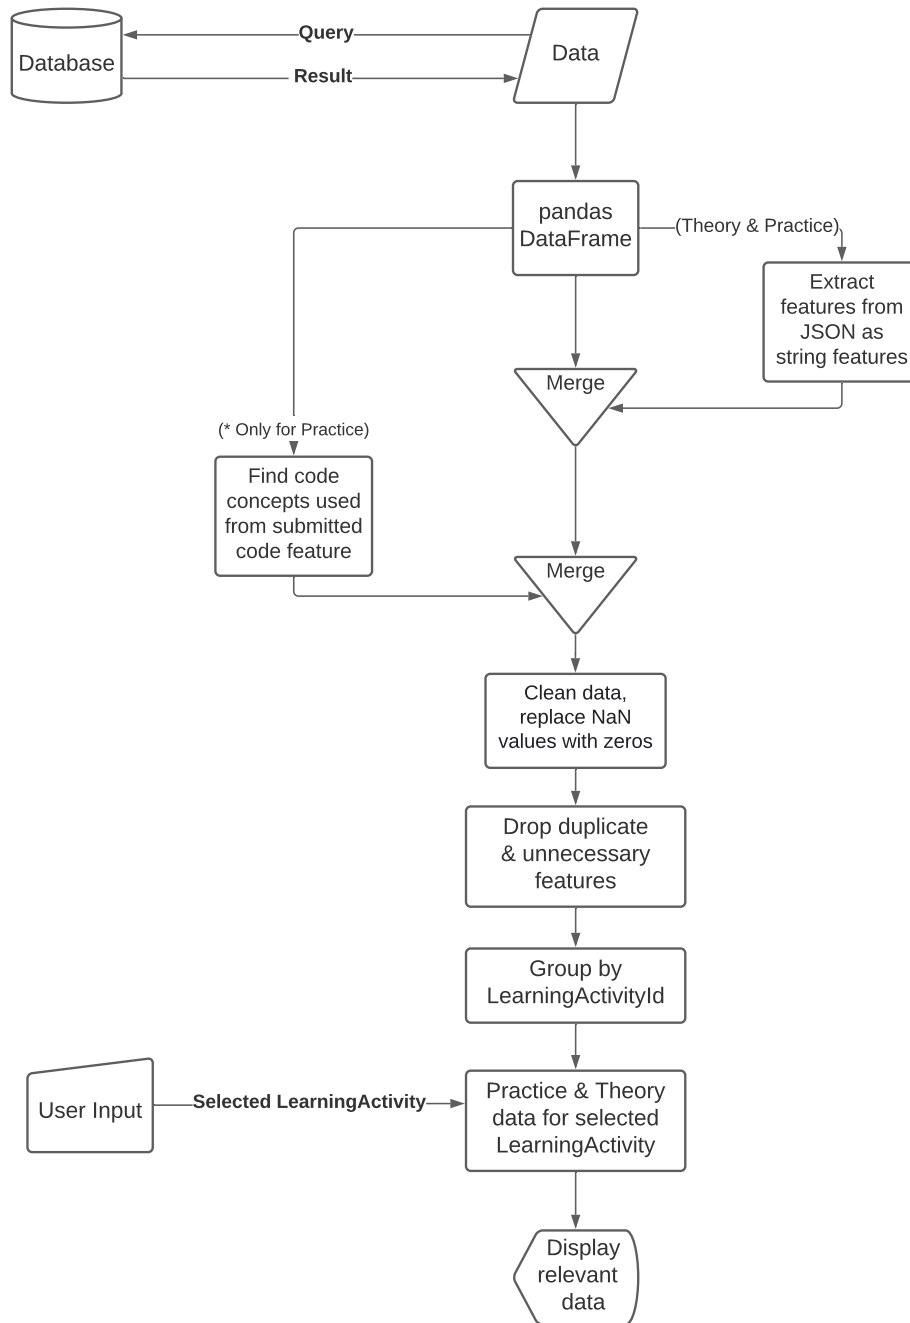 Database
Query
Result
Data
pandas
DataFrame
(Theory & Practice)
Extract
features from
JSON as
string features
Merge
(* Only for Practice)
Find code
concepts used
from submitted
code feature
Merge
Clean data,
replace NaN
values with zeros
Drop duplicate
& unnecessary
features
Group by
LearningActivityId
User Input
Selected LearningActivity
Practice & Theory
data for selected
LearningActivity
Display
relevant
data